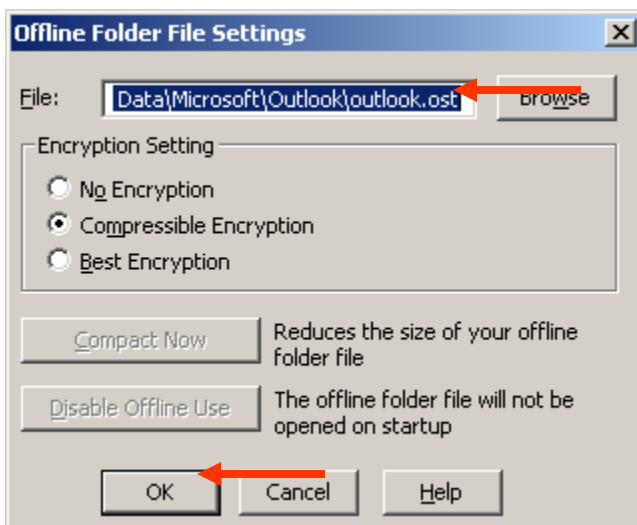 Offline Folder File Settings
File: Data\Microsoft\Outlook\outlook.ost Browse
Encryption Setting
No Encryption
Compressible Encryption
Best Encryption
Compact Now Reduces the size of your offline
folder file
Disable Offline Use The offline folder file will not be
opened on startup
OK Cancel Help